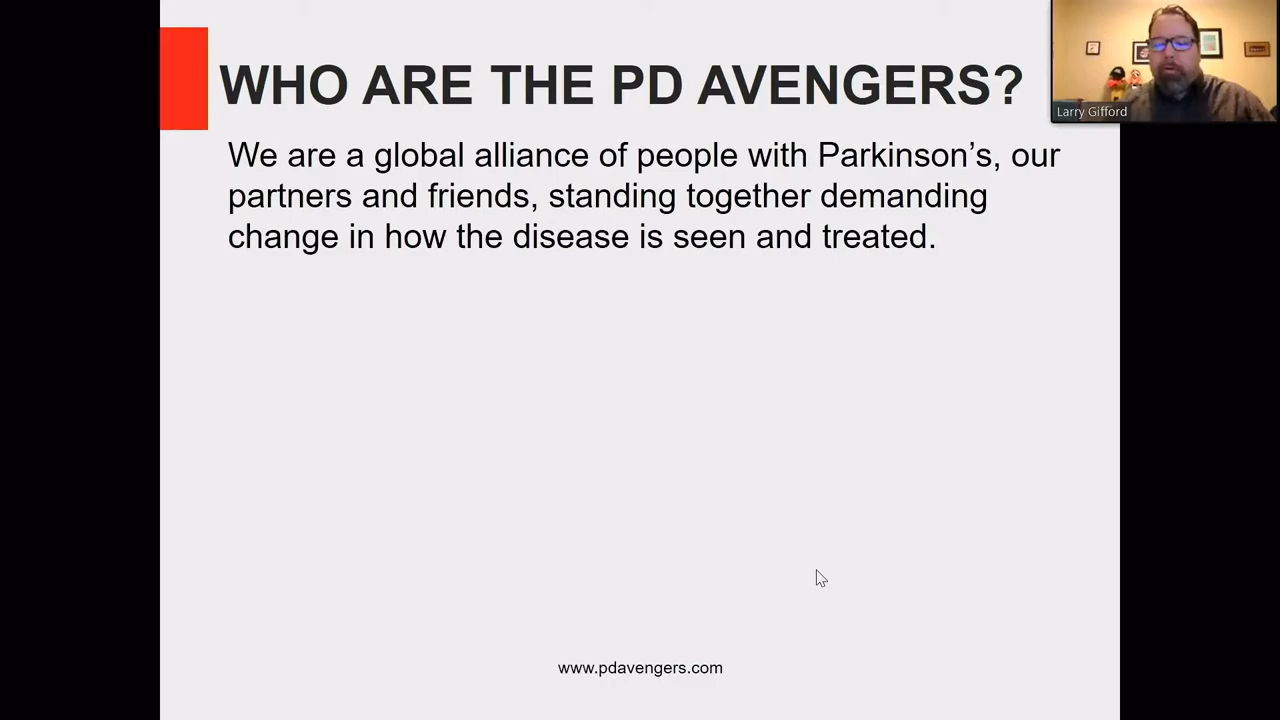 WHO ARE THE PD AVENGERS?
Larry Gifford
We are a global alliance of people with Parkinson’s, our
partners and friends, standing together demanding
change in how the disease is seen and treated.
www.pdavengers.com